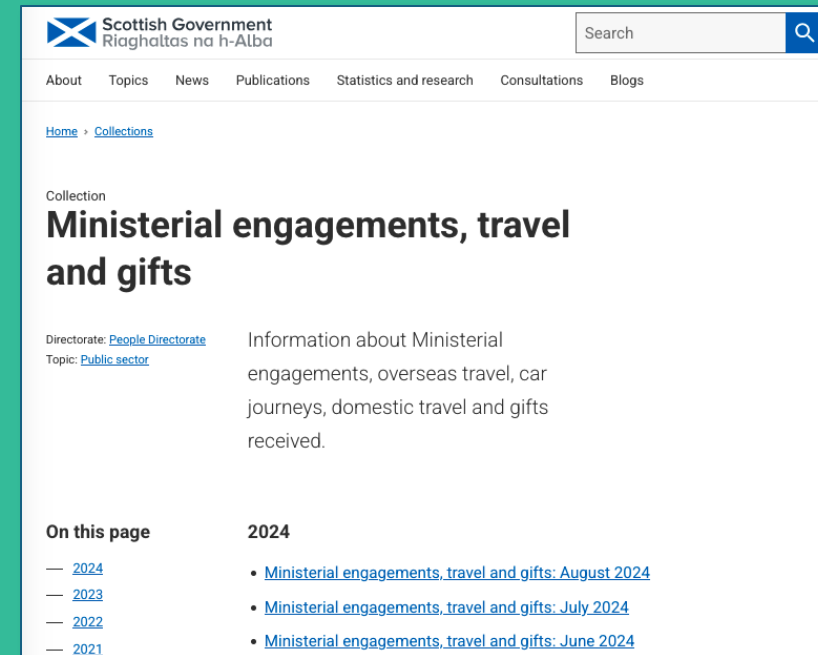 Scottish Government
Riaghaltas na h-Alba
Search
About Topics News Publications Statistics and research Consultations Blogs
Home › Collections
Collection
Ministerial engagements, travel
and gifts
Directorate: People Directorate
Topic: Public sector
Information about Ministerial
engagements, overseas travel, car
journeys, domestic travel and gifts
received.
On this page
— 2024
— 2023
— 2022
— 2021
2024
• Ministerial engagements, travel and gifts: August 2024
• Ministerial engagements, travel and gifts: July 2024
• Ministerial engagements, travel and gifts: June 2024